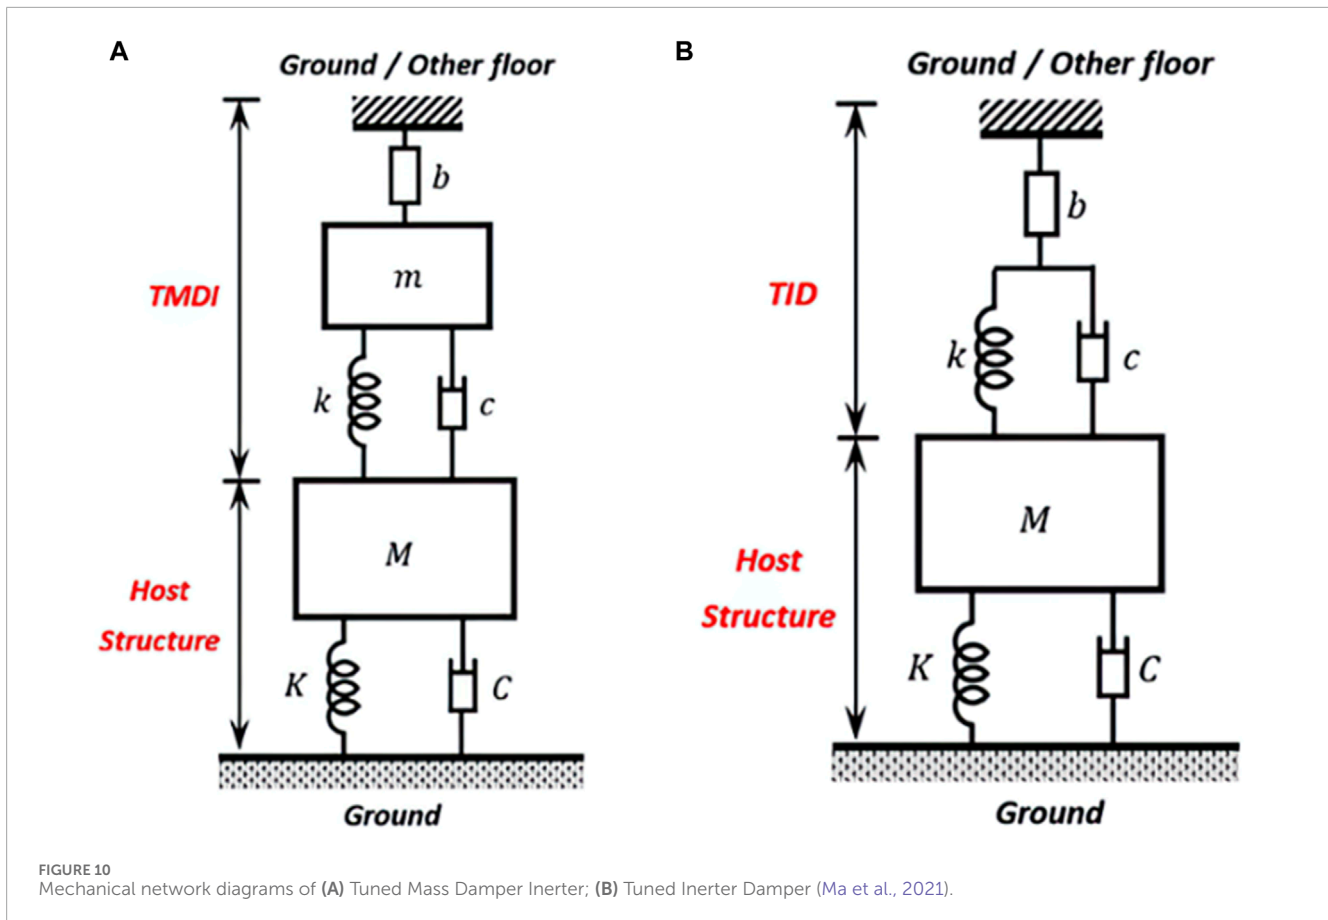 A
Ground / Other floor
b
m
TMDI
k
c
M
Host
Structure
K
C
Ground
B
Ground / Other floor
b
TID
k
c
M
Host
Structure
K
C
Ground
FIGURE 10
Mechanical network diagrams of (A) Tuned Mass Damper Inerter; (B) Tuned Inerter Damper (Ma et al., 2021).